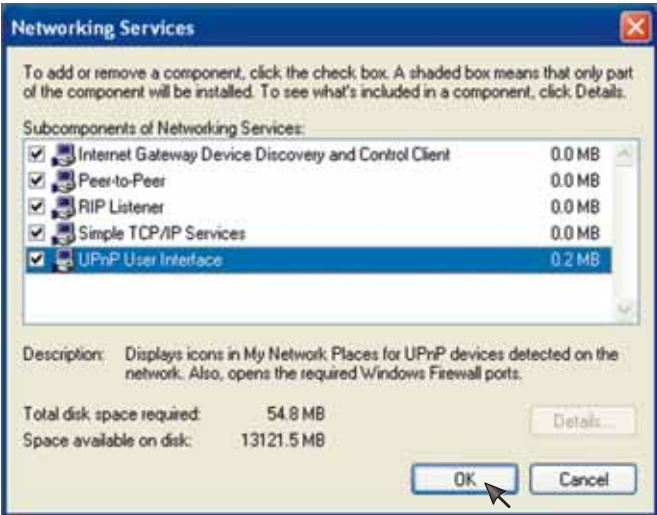 Networking Services
To add or remove a component, click the check box. A shaded box means that only part
of the component will be installed. To see what's included in a component, click Details.
Subcomponents of Networking Services:
Internet Gateway Device Discovery and Control Client 0.0 MB
Peer-to-Peer 0.0 MB
RIP Listener 0.0 MB
Simple TCP/IP Services 0.0 MB
UPnP User Interface 0.2 MB
Description: Displays icons in My Network Places for UPnP devices detected on the
network. Also, opens the required Windows Firewall ports.
Total disk space required: 54.8 MB
Space available on disk: 13121.5 MB
Details...
OK Cancel